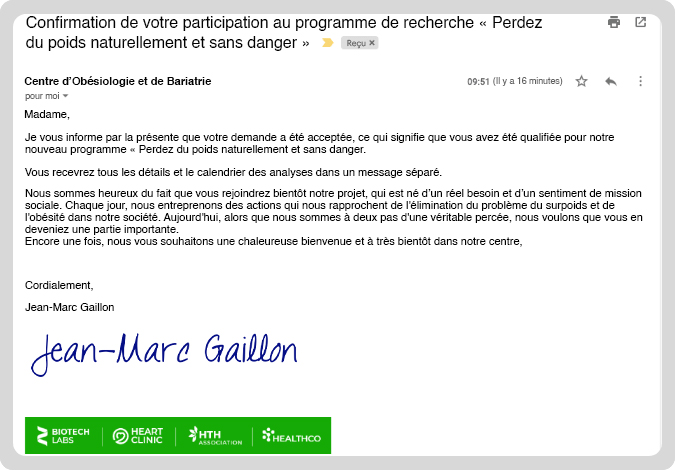 Confirmation de votre participation au programme de recherche « Perdez
du poids naturellement et sans danger » Reçu ×
Centre d'Obésiologie et de Bariatrie 09:51 (Il y a 16 minutes)
pour moi
Madame,
Je vous informe par la présente que votre demande a été acceptée, ce qui signifie que vous avez été qualifiée pour notre
nouveau programme « Perdez du poids naturellement et sans danger.
Vous recevrez tous les détails et le calendrier des analyses dans un message séparé.
Nous sommes heureux du fait que vous rejoindrez bientôt notre projet, qui est né d'un réel besoin et d'un sentiment de mission
sociale. Chaque jour, nous entreprenons des actions qui nous rapprochent de l'élimination du problème du surpoids et de
l'obésité dans notre société. Aujourd'hui, alors que nous sommes à deux pas d'une véritable percée, nous voulons que vous en
deveniez une partie importante.
Encore une fois, nous vous souhaitons une chaleureuse bienvenue et à très bientôt dans notre centre,
Cordialement,
Jean-Marc Gaillon
Jean-Marc Gaillon
BIOTECH LABS HEART CLINIC HTH ASSOCIATION HEALTHCO